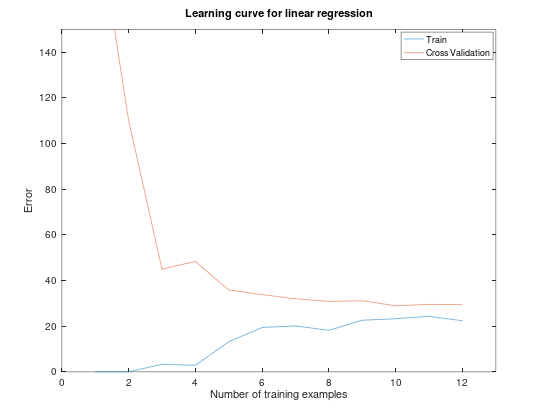 Learning curve for linear regression
Train
Cross Validation
140
120
100
80
60
40
20
0
Error
0 2 4 6 8 10 12
Number of training examples